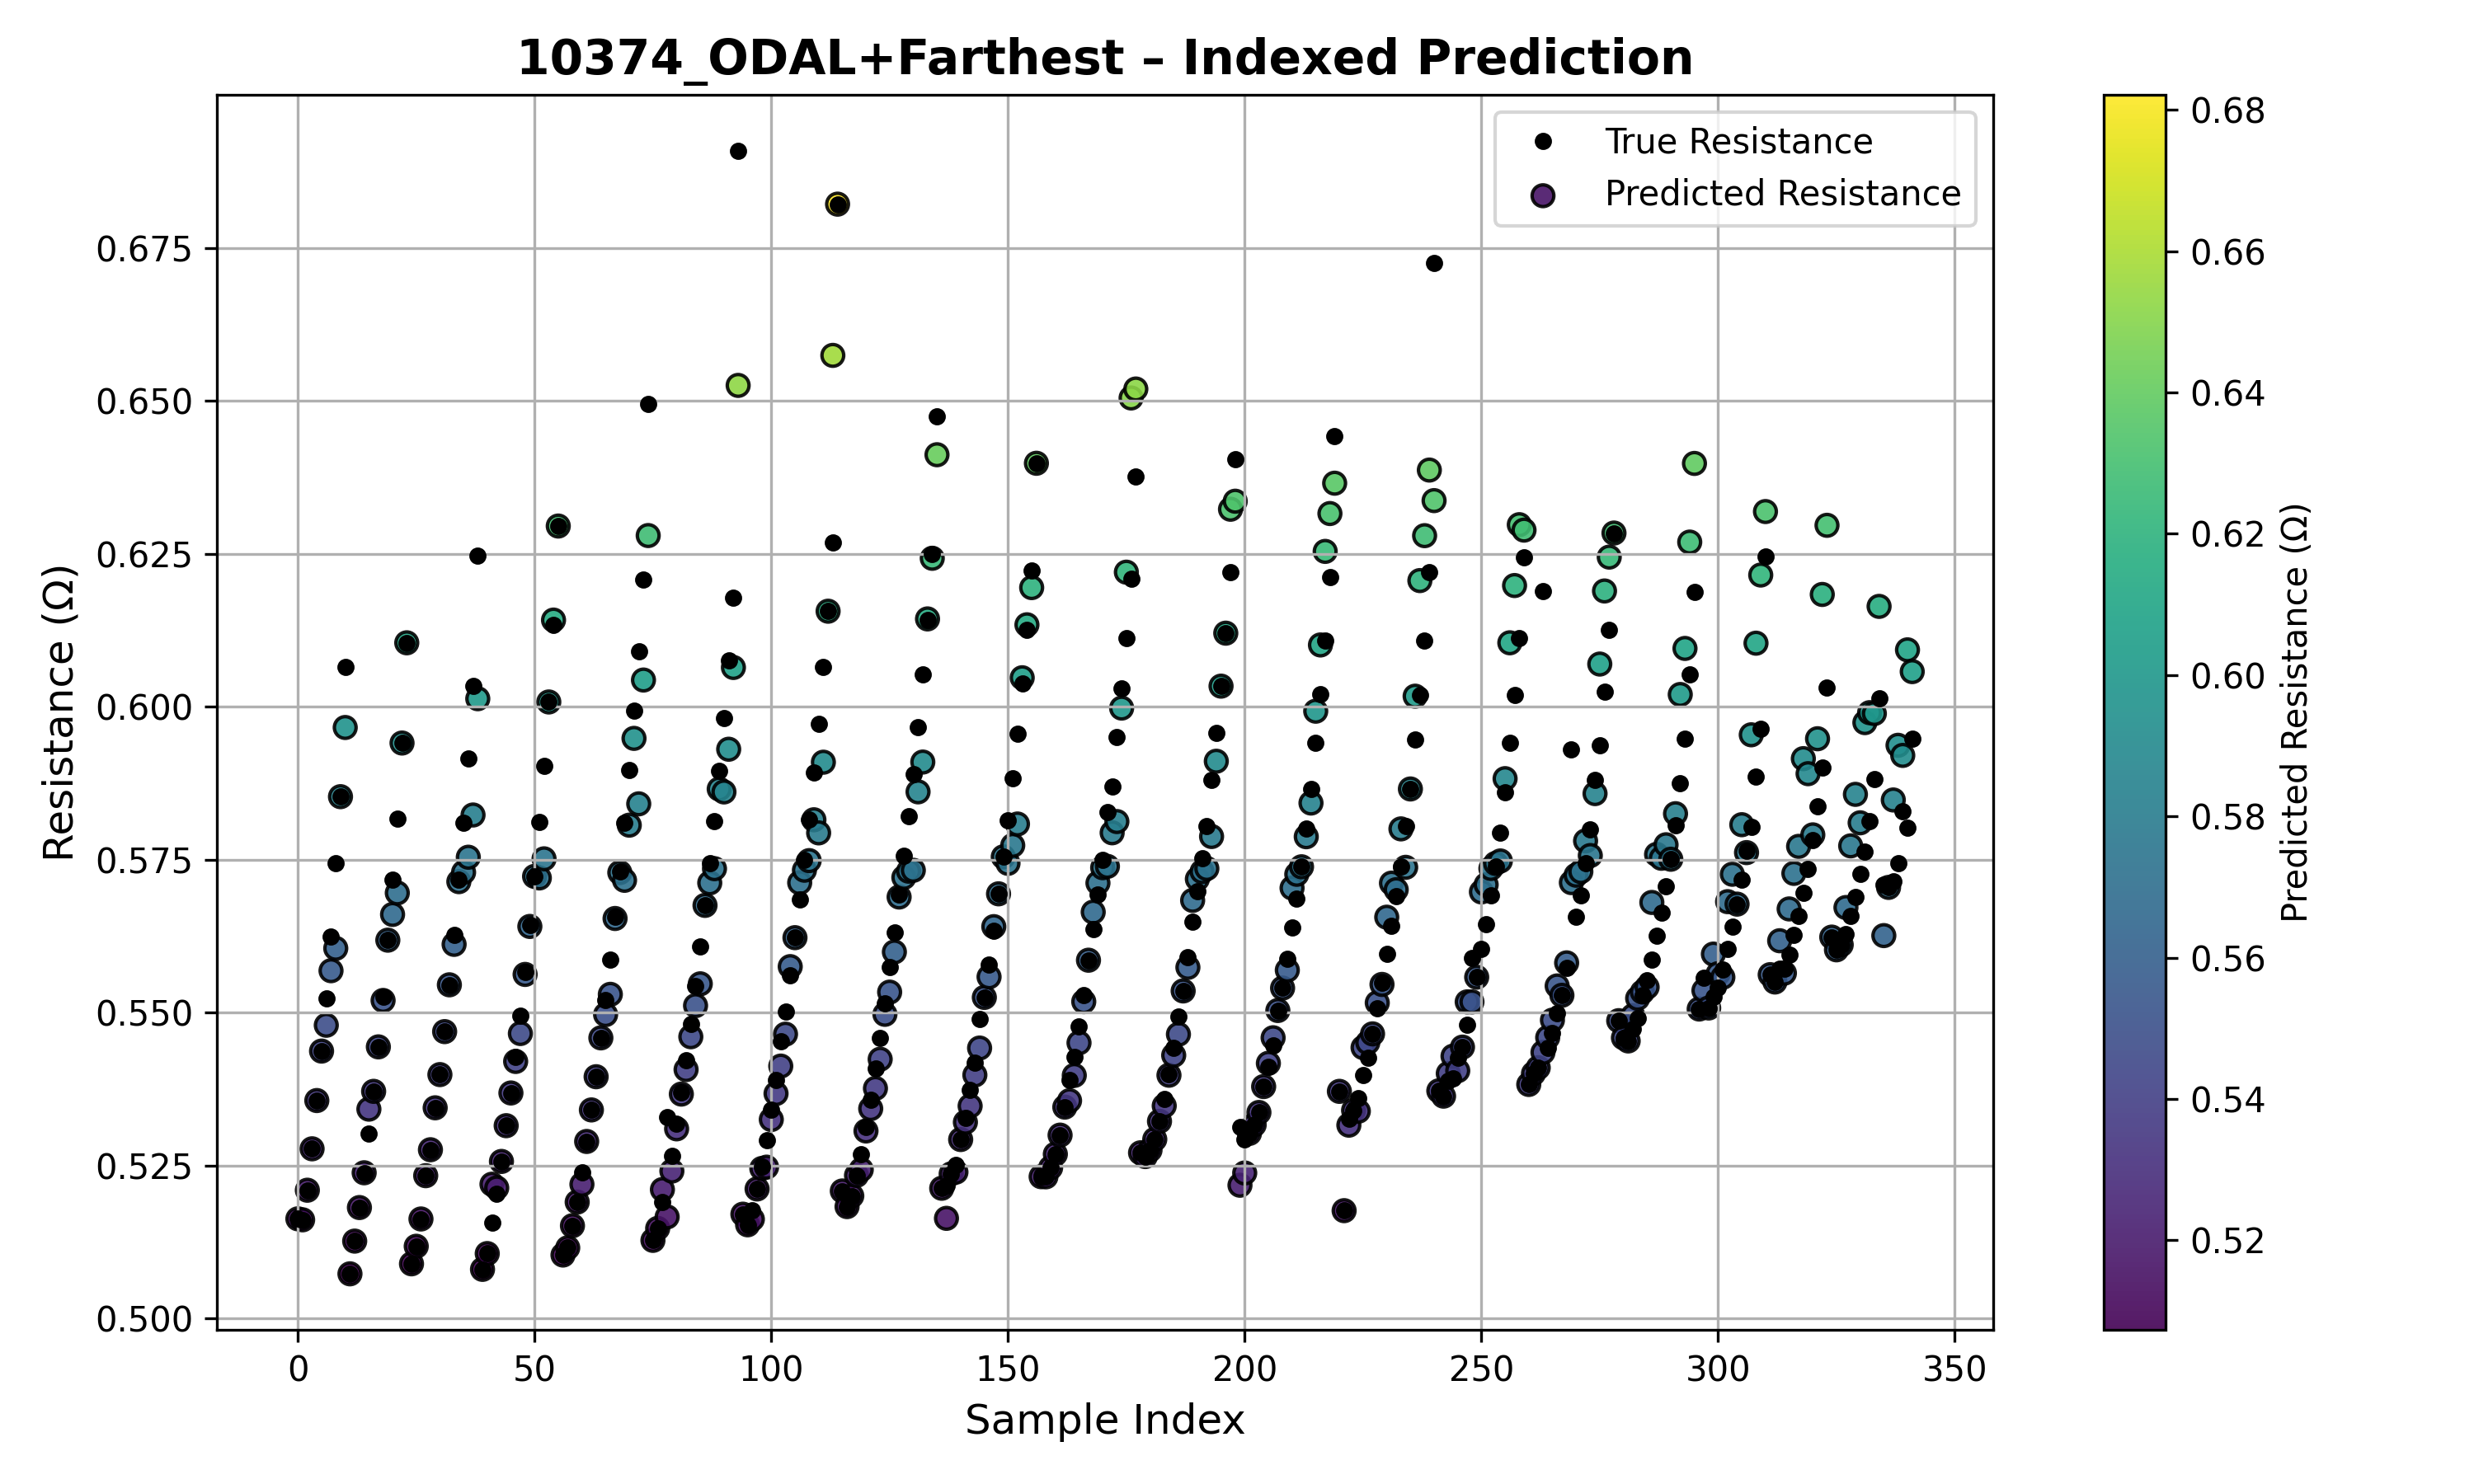 10374_ODAL+Farthest – Indexed Prediction
True Resistance
Predicted Resistance
Resistance (Ω)
0.675
0.650
0.625
0.600
0.575
0.550
0.525
0.500
0 50 100 150 200 250 300 350
Sample Index
0.68
0.66
0.64
0.62
0.60
0.58
0.56
0.54
0.52
Predicted Resistance (Ω)